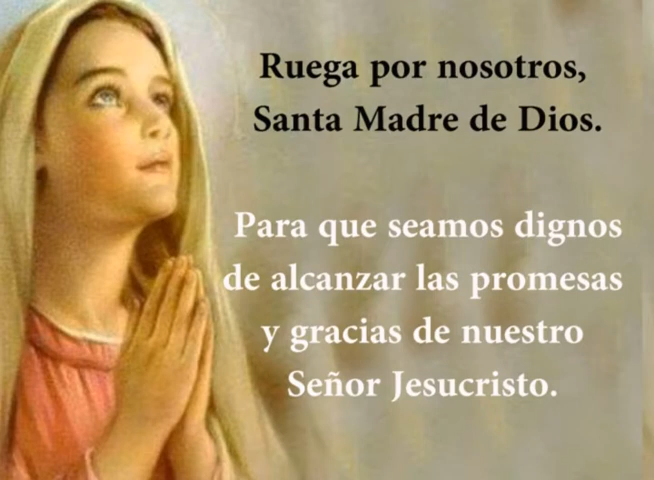 Ruega por nosotros,
Santa Madre de Dios.
Para que seamos dignos
de alcanzar las promesas
y gracias de nuestro
Señor Jesucristo.